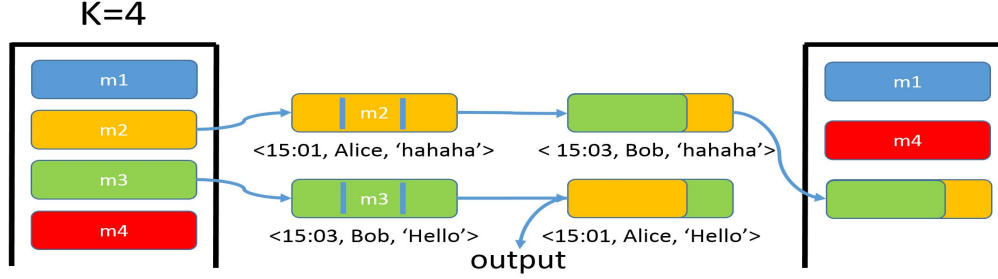 K=4
m1
m2
m3
m4
m2
<15:01, Alice, ‘hahaha’>
< 15:03, Bob, ‘hahaha’>
m3
<15:03, Bob, ‘Hello’>
<15:01, Alice, ‘Hello’>
output
m1
m4